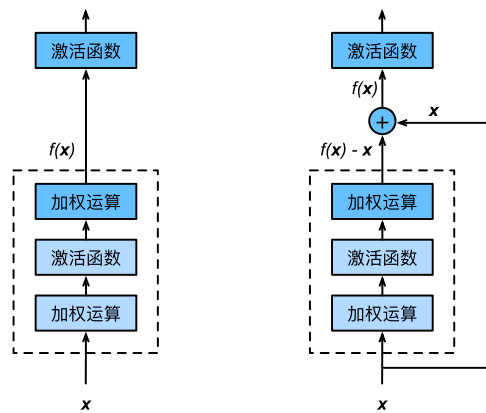 激活函数
f(x)
加权运算
激活函数
加权运算
x
激活函数
f(x)
x
+
f(x) - x
加权运算
激活函数
加权运算
x